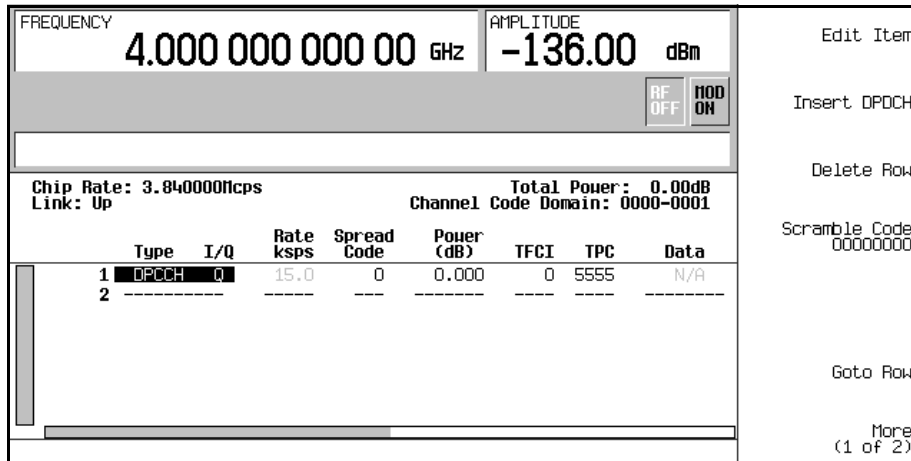 FREQUENCY
4.000 000 000 00 GHz
AMPLITUDE
-136.00 dBm
RF OFF
MOD ON
Chip Rate: 3.840000Mcps
Link: Up
Total Power: 0.00dB
Channel Code Domain: 0000-0001
Type I/Q Rate ksps Spread Code Power (dB) TFCI TPC Data
1 DPCCH Q 15.0 0 0.000 0 5555 N/A
2 ---------- ----- --- ------- ---- ---- --------
Edit Item
Insert DPDCH
Delete Row
Scramble Code
00000000
Goto Row
More
(1 of 2)